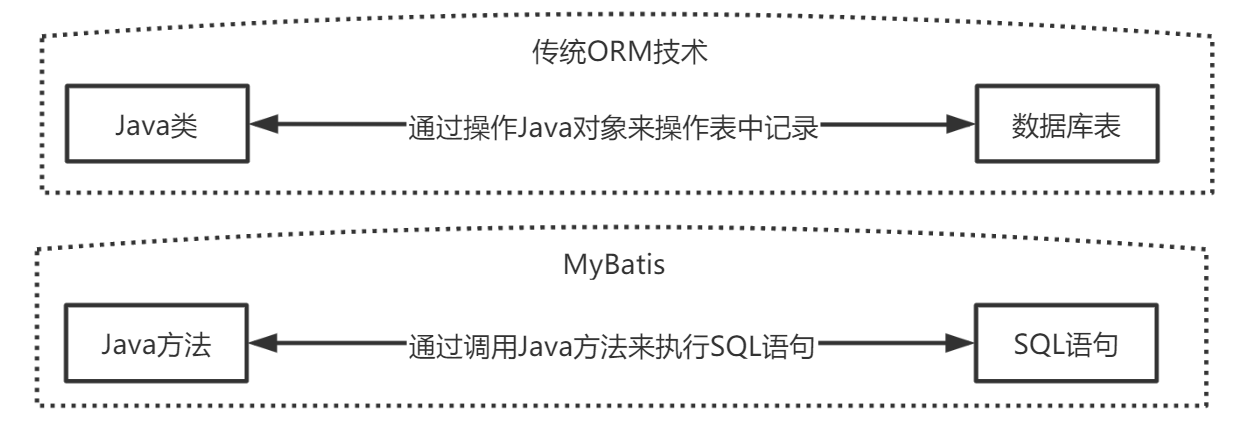 传统ORM技术
Java类
通过操作Java对象来操作表中记录
数据库表
MyBatis
Java方法
通过调用Java方法来执行SQL语句
SQL语句